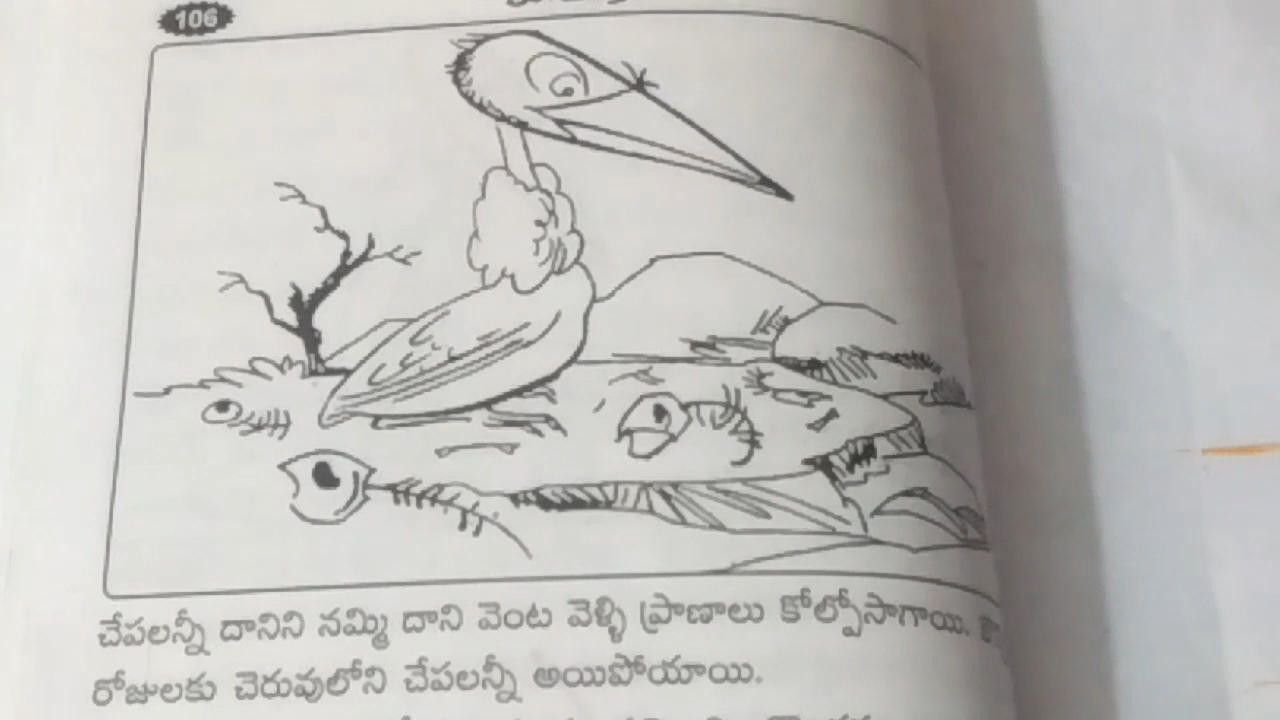 106
చేపలన్నీ దానిని నమ్మి దాని వెంట వెళ్ళి ప్రాణాలు కోల్పోసాగాయి.
రోజులకు చెరువులోని చేపలన్నీ అయిపోయాయి.